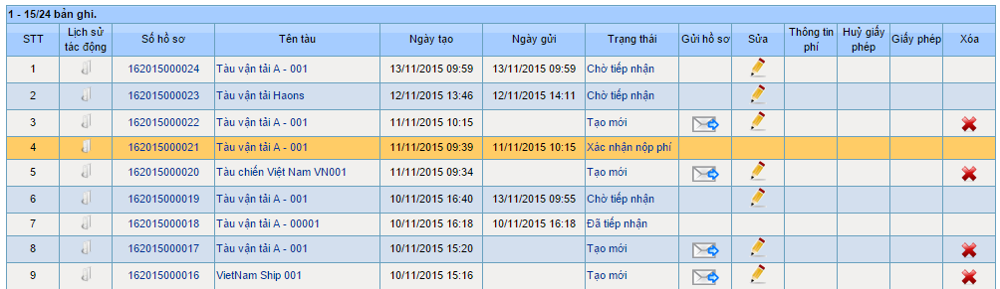 1 - 15/24 bản ghi.
STT Lịch sử tác động Số hồ sơ Tên tàu Ngày tạo Ngày gửi Trạng thái Gửi hồ sơ Sửa Thông tin phí Huỷ giấy phép Giấy phép Xóa
1 162015000024 Tàu vận tải A - 001 13/11/2015 09:59 13/11/2015 09:59 Chờ tiếp nhận
2 162015000023 Tàu vận tải Haons 12/11/2015 13:46 12/11/2015 14:11 Chờ tiếp nhận
3 162015000022 Tàu vận tải A - 001 11/11/2015 10:15 Tạo mới
4 162015000021 Tàu vận tải A - 001 11/11/2015 09:39 11/11/2015 10:15 Xác nhận nộp phí
5 162015000020 Tàu chiến Việt Nam VN001 11/11/2015 09:34 Tạo mới
6 162015000019 Tàu vận tải A - 001 10/11/2015 16:40 13/11/2015 09:55 Chờ tiếp nhận
7 162015000018 Tàu vận tải A - 00001 10/11/2015 16:18 10/11/2015 16:18 Đã tiếp nhận
8 162015000017 Tàu vận tải A - 001 10/11/2015 15:20 Tạo mới
9 162015000016 VietNam Ship 001 10/11/2015 15:16 Tạo mới